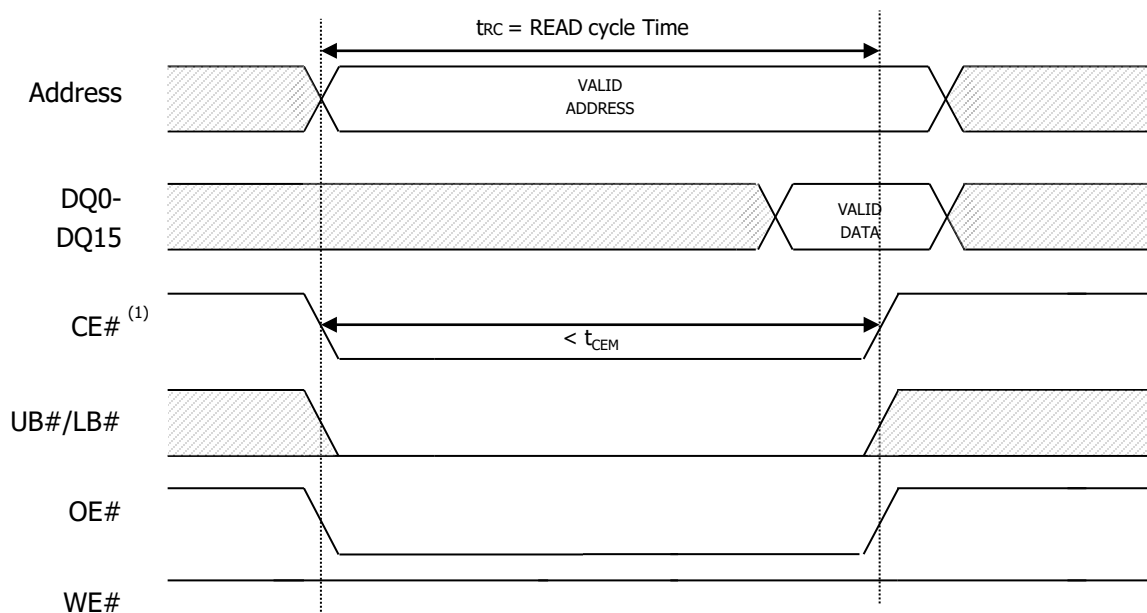 tRC = READ cycle Time
Address
VALID
ADDRESS
DQ0-
DQ15
VALID
DATA
CE# (1)
< tCEM
UB#/LB#
OE#
WE#